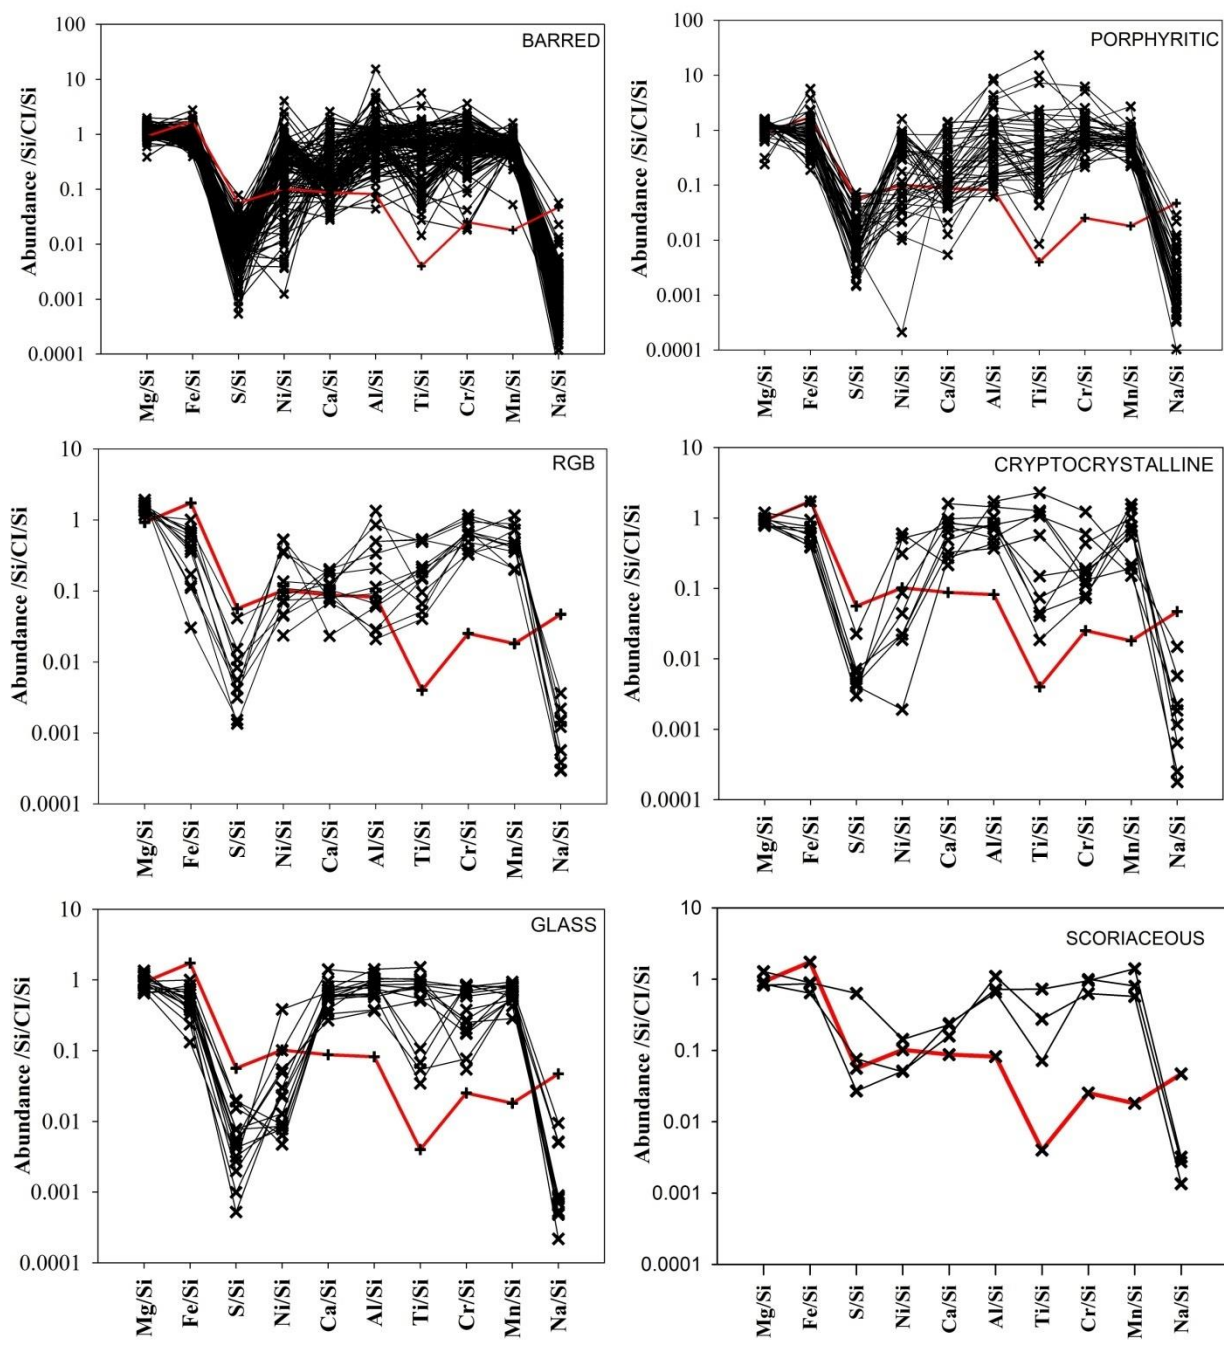 BARRED
Abundance /Si/CI/Si
100
10
1
0.1
0.01
0.001
0.0001
Mg/Si
Fe/Si
S/Si
Ni/Si
Ca/Si
Al/Si
Ti/Si
Cr/Si
Mn/Si
Na/Si
PORPHYRITIC
Abundance /Si/CI/Si
100
10
1
0.1
0.01
0.001
0.0001
Mg/Si
Fe/Si
S/Si
Ni/Si
Ca/Si
Al/Si
Ti/Si
Cr/Si
Mn/Si
Na/Si
RGB
Abundance /Si/CI/Si
10
1
0.1
0.01
0.001
0.0001
Mg/Si
Fe/Si
S/Si
Ni/Si
Ca/Si
Al/Si
Ti/Si
Cr/Si
Mn/Si
Na/Si
CRYPTOCRYSTALLINE
Abundance /Si/CI/Si
10
1
0.1
0.01
0.001
0.0001
Mg/Si
Fe/Si
S/Si
Ni/Si
Ca/Si
Al/Si
Ti/Si
Cr/Si
Mn/Si
Na/Si
GLASS
Abundance /Si/CI/Si
10
1
0.1
0.01
0.001
0.0001
Mg/Si
Fe/Si
S/Si
Ni/Si
Ca/Si
Al/Si
Ti/Si
Cr/Si
Mn/Si
Na/Si
SCORIACEOUS
Abundance /Si/CI/Si
10
1
0.1
0.01
0.001
0.0001
Mg/Si
Fe/Si
S/Si
Ni/Si
Ca/Si
Al/Si
Ti/Si
Cr/Si
Mn/Si
Na/Si